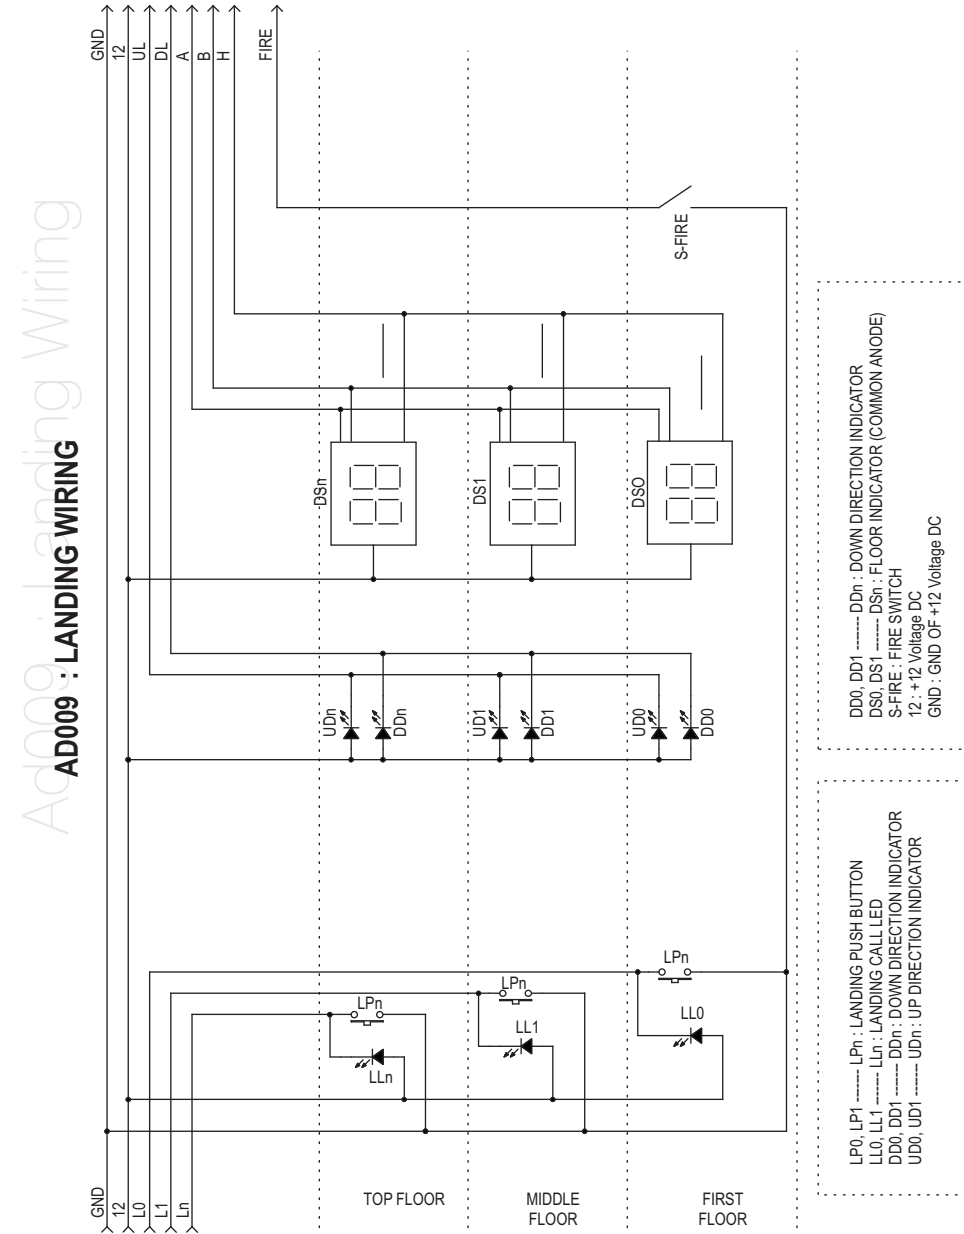 Ad009 : Landing Wiring
AD009 : LANDING WIRING
GND
12
UL
DL
A
B
H
FIRE
S-FIRE
DSn
DS1
DSO
UDn
DDn
UD1
DD1
UD0
DD0
LPn
LLn
LPn
LL1
LPn
LL0
GND
12
L0
L1
Ln
TOP FLOOR
MIDDLE
FLOOR
FIRST
FLOOR
LP0, LP1 ------- LPn : LANDING PUSH BUTTON
LL0, LL1 ------- LLn : LANDING CALL LED
DD0, DD1 ------- DDn : DOWN DIRECTION INDICATOR
UD0, UD1 ------- UDn : UP DIRECTION INDICATOR
DD0, DD1 ------- DDn : DOWN DIRECTION INDICATOR
DS0, DS1 ------- DSn : FLOOR INDICATOR (COMMON ANODE)
S-FIRE : FIRE SWITCH
12 : +12 Voltage DC
GND : GND OF +12 Voltage DC